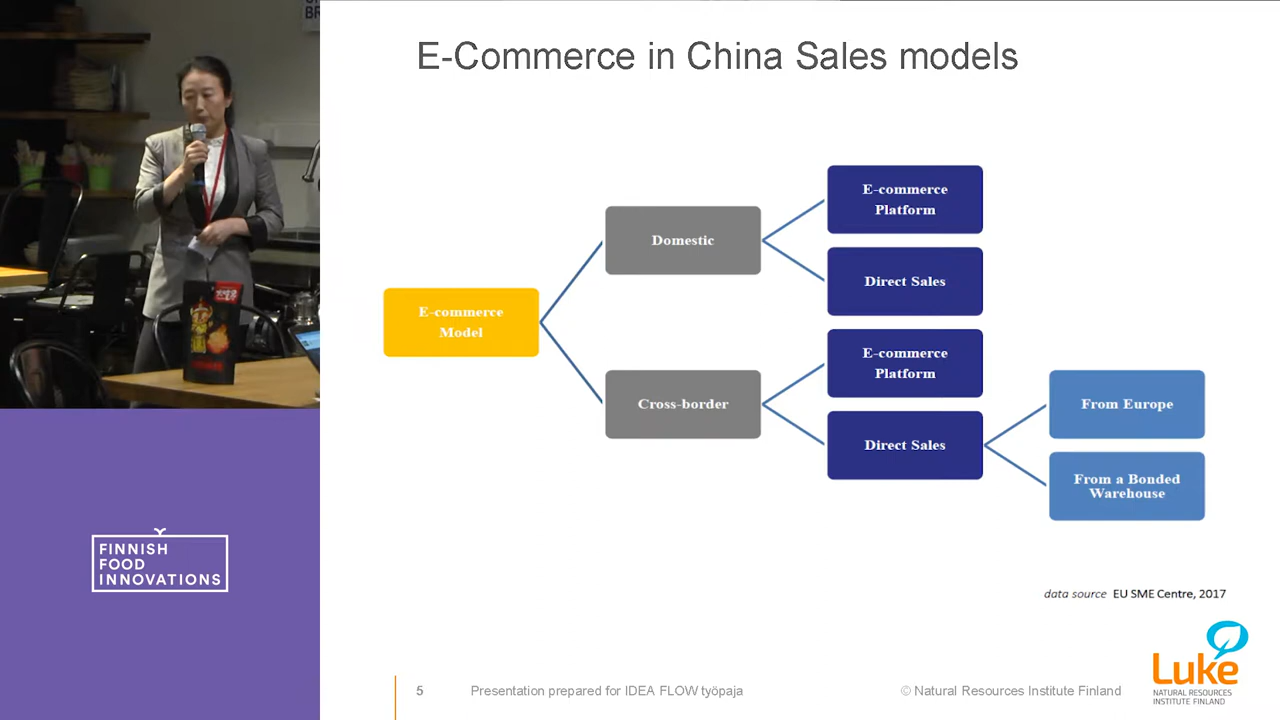 E-Commerce in China Sales models
E-commerce
Platform
Domestic
Direct Sales
E-commerce
Model
E-commerce
Platform
Cross-border
Direct Sales
From Europe
From a Bonded
Warehouse
data source EU SME Centre, 2017
FINNISH
FOOD
INNOVATIONS
5
Presentation prepared for IDEA FLOW työpaja
© Natural Resources Institute Finland
Luke
NATURAL RESOURCES
INSTITUTE FINLAND